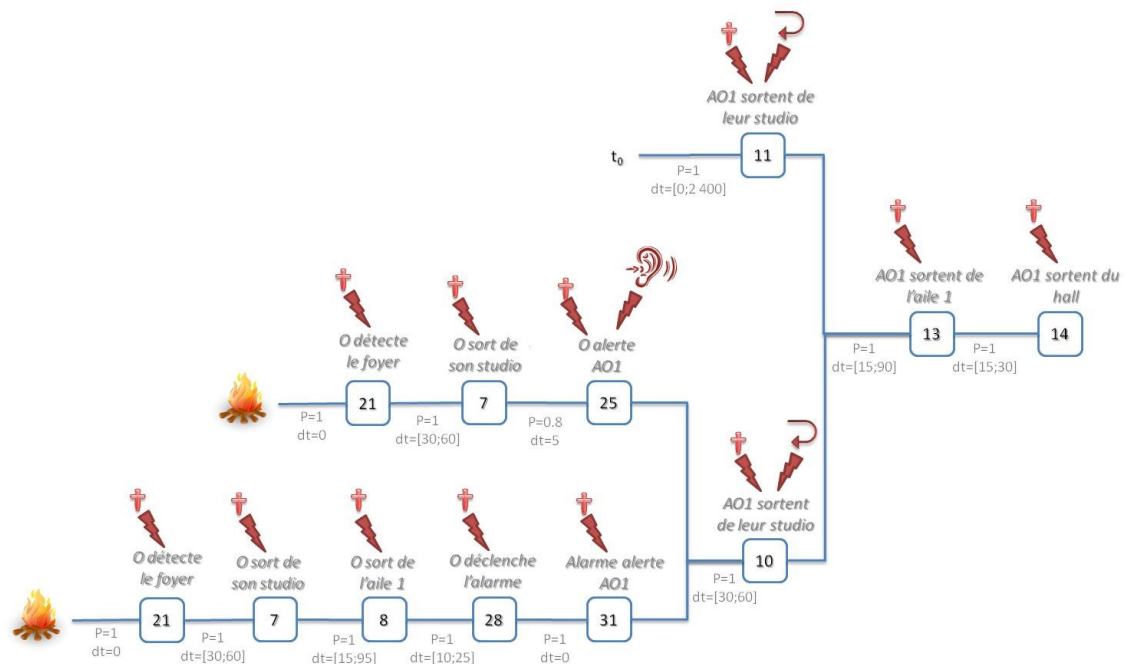 AO1 sortent de
leur studio
t0
11
P=1
dt=[0;2 400]
AO1 sortent de
l'aile 1
AO1 sortent du
hall
13
14
P=1
dt=[15;90]
P=1
dt=[15;30]
O détecte
le foyer
O sort de
son studio
O alerte
AO1
21
7
25
P=1
dt=0
P=1
dt=[30;60]
P=0.8
dt=5
AO1 sortent
de leur studio
10
P=1
dt=[30;60]
O détecte
le foyer
O sort de
son studio
O sort de
l'aile 1
O déclenche
l'alarme
Alarme alerte
AO1
21
7
8
28
31
P=1
dt=0
P=1
dt=[30;60]
P=1
dt=[15;95]
P=1
dt=[10;25]
P=1
dt=0